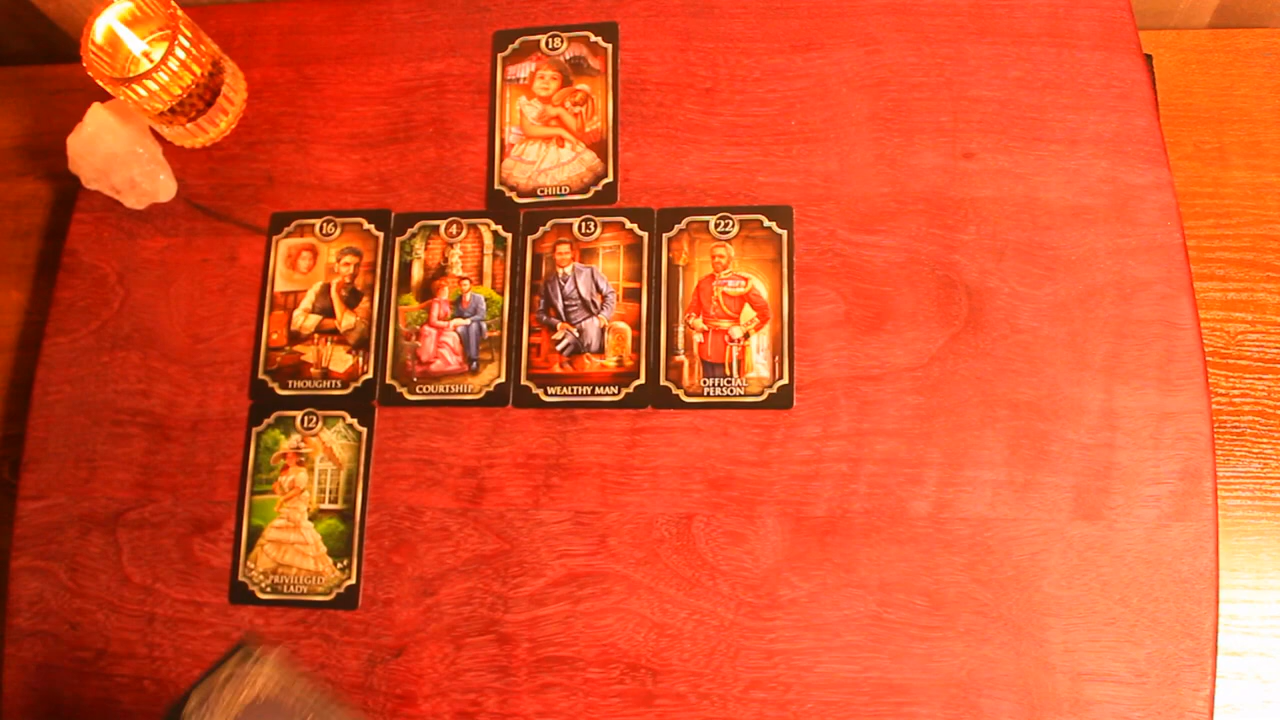 18
CHILD
16
THOUGHTS
4
COURTSHIP
13
WEALTHY MAN
22
OFFICIAL
PERSON
12
PRIVILEGED
LADY